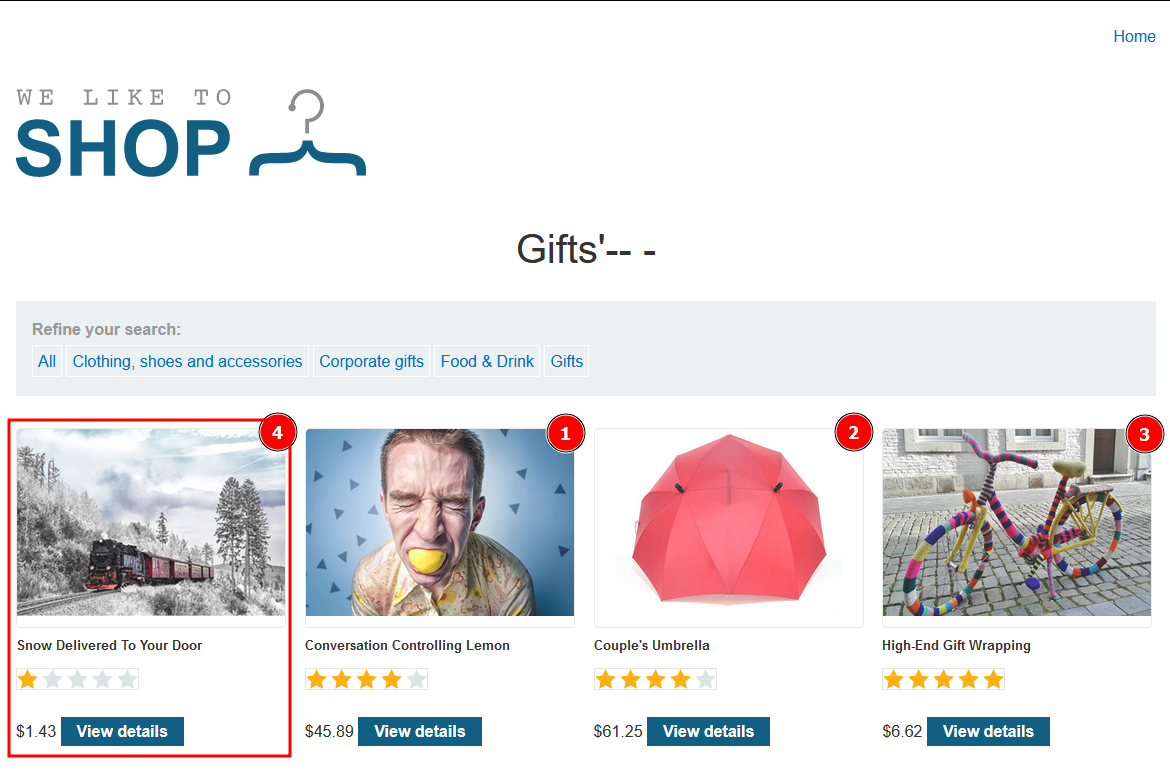 Home
WE LIKE TO
SHOP
Gifts'-- -
Refine your search:
All Clothing, shoes and accessories Corporate gifts Food & Drink Gifts
4 1 2 3
Snow Delivered To Your Door Conversation Controlling Lemon Couple's Umbrella High-End Gift Wrapping
$1.43 View details $45.89 View details $61.25 View details $6.62 View details